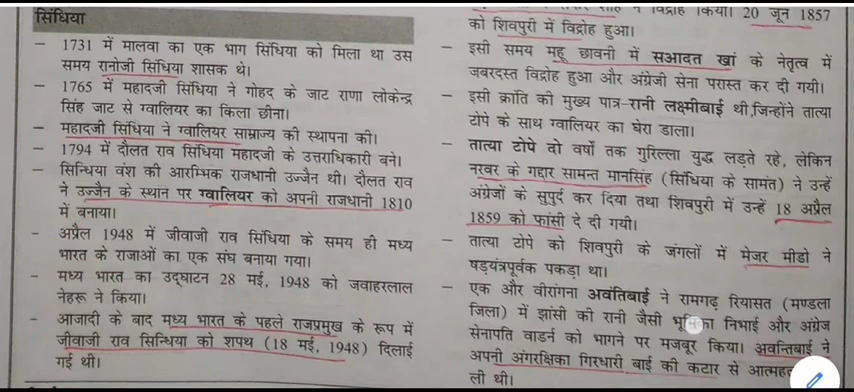 सिंधिया
– 1731 में मालवा का एक भाग सिंधिया को मिला था उस
समय रानोजी सिंधिया शासक थे।
– 1765 में महादजी सिंधिया ने गोहद के जाट राणा लोकेन्द्र
सिंह जाट से ग्वालियर का किला छीना।
– महादजी सिंधिया ने ग्वालियर साम्राज्य की स्थापना की।
– 1794 में दौलत राव सिंधिया महादजी के उत्तराधिकारी बने।
– सिन्धिया वंश की आरम्भिक राजधानी उज्जैन थी। दौलत राव
ने उज्जैन के स्थान पर ग्वालियर को अपनी राजधानी 1810
में बनाया।
– अप्रैल 1948 में जीवाजी राव सिंधिया के समय ही मध्य
भारत के राजाओं का एक संघ बनाया गया।
– मध्य भारत का उद्घाटन 28 मई, 1948 को जवाहरलाल
नेहरू ने किया।
– आजादी के बाद मध्य भारत के पहले राजप्रमुख के रूप में
जीवाजी राव सिन्धिया को शपथ (18 मई, 1948) दिलाई
गई थी।
ने विद्रोह किया। 20 जून 1857
को शिवपुरी में विद्रोह हुआ।
– इसी समय महू छावनी में सआदत खां के नेतृत्व में
जबरदस्त विद्रोह हुआ और अंग्रेजी सेना परास्त कर दी गयी।
– इसी क्रांति की मुख्य पात्र-रानी लक्ष्मीबाई थी,जिन्होंने तात्या
टोपे के साथ ग्वालियर का घेरा डाला।
– तात्या टोपे दो वर्षों तक गुरिल्ला युद्ध लड़ते रहे, लेकिन
नरवर के गद्दार सामन्त मानसिंह (सिंधिया के सामंत) ने उन्हें
अंग्रेजों के सुपुर्द कर दिया तथा शिवपुरी में उन्हें 18 अप्रैल
1859 को फांसी दे दी गयी।
– तात्या टोपे को शिवपुरी के जंगलों में मेजर मीडो ने
षड्यंत्रपूर्वक पकड़ा था।
– एक और वीरांगना अवंतिबाई ने रामगढ़ रियासत (मण्डला
जिला) में झांसी की रानी जैसी निभाई और अंग्रेज
सेनापति वाडर्न को भागने पर मजबूर किया। अवन्तिबाई ने
अपनी अंगरक्षिका गिरधारी बाई की कटार से
ली थी।